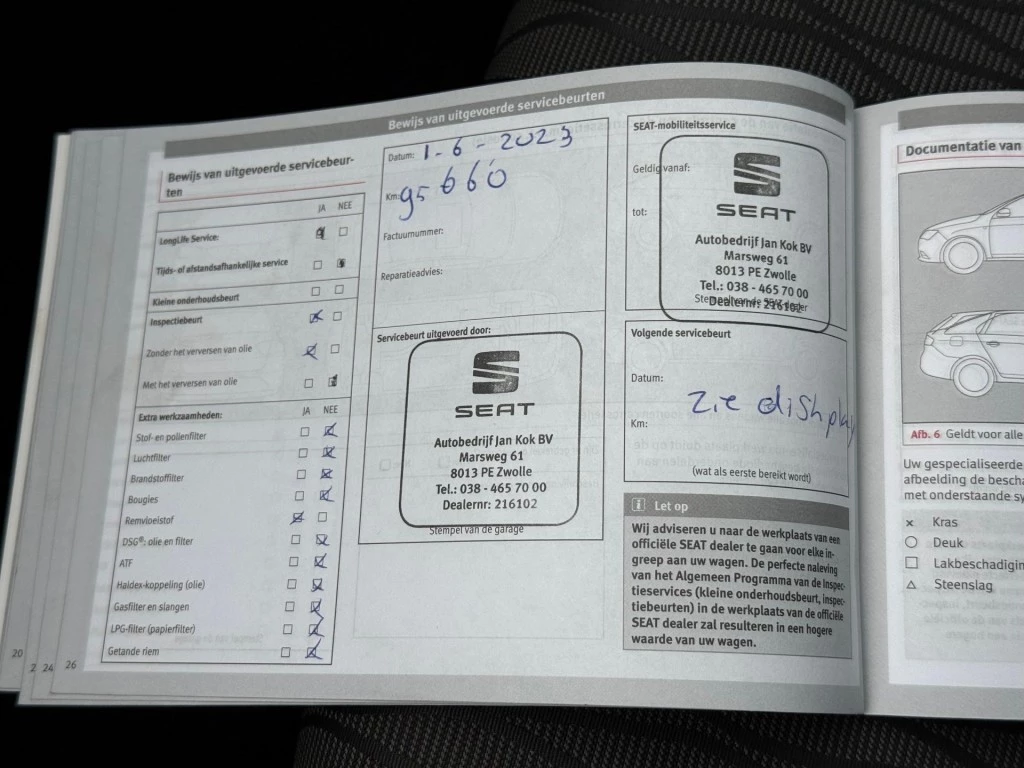 Bewijs van uitgevoerde servicebeurten
Bewijs van uitgevoerde servicebeur-
ten
JA NEE
LongLife Service:
Tijds- of afstandsafhankelijke service
Kleine onderhoudsbeurt
Inspectiebeurt
Zonder het verversen van olie
Met het verversen van olie
Extra werkzaamheden: JA NEE
Stof- en pollenfilter
Luchtfilter
Brandstoffilter
Bougies
Remvloeistof
DSG®: olie en filter
ATF
Haldex-koppeling (olie)
Gasfilter en slangen
LPG-filter (papierfilter)
Getande riem
20
2
24
26
Datum: 1-6-2023
Km: 95660
Factuurnummer:
Reparatieadvies:
Servicebeurt uitgevoerd door:
SEAT
Autobedrijf Jan Kok BV
Marsweg 61
8013 PE Zwolle
Tel.: 038 - 465 70 00
Dealernr: 216102
Stempel van de garage
SEAT-mobiliteitsservice
Geldig vanaf:
tot:
SEAT
Autobedrijf Jan Kok BV
Marsweg 61
8013 PE Zwolle
Tel.: 038 - 465 70 00
Dealernr: 216102
Stempel van de SEAT-dealer
Volgende servicebeurt
Datum:
Zie dishplay
Km:
(wat als eerste bereikt wordt)
i Let op
Wij adviseren u naar de werkplaats van een
officiële SEAT dealer te gaan voor elke in-
greep aan uw wagen. De perfecte naleving
van het Algemeen Programma van de Inspec-
tieservices (kleine onderhoudsbeurt, inspec-
tiebeurten) in de werkplaats van de officiële
SEAT dealer zal resulteren in een hogere
waarde van uw wagen.
Documentatie van
Afb. 6 Geldt voor alle
Uw gespecialiseerde
afbeelding de bescha
met onderstaande sy
Kras
Deuk
Lakbeschadigin
Steenslag